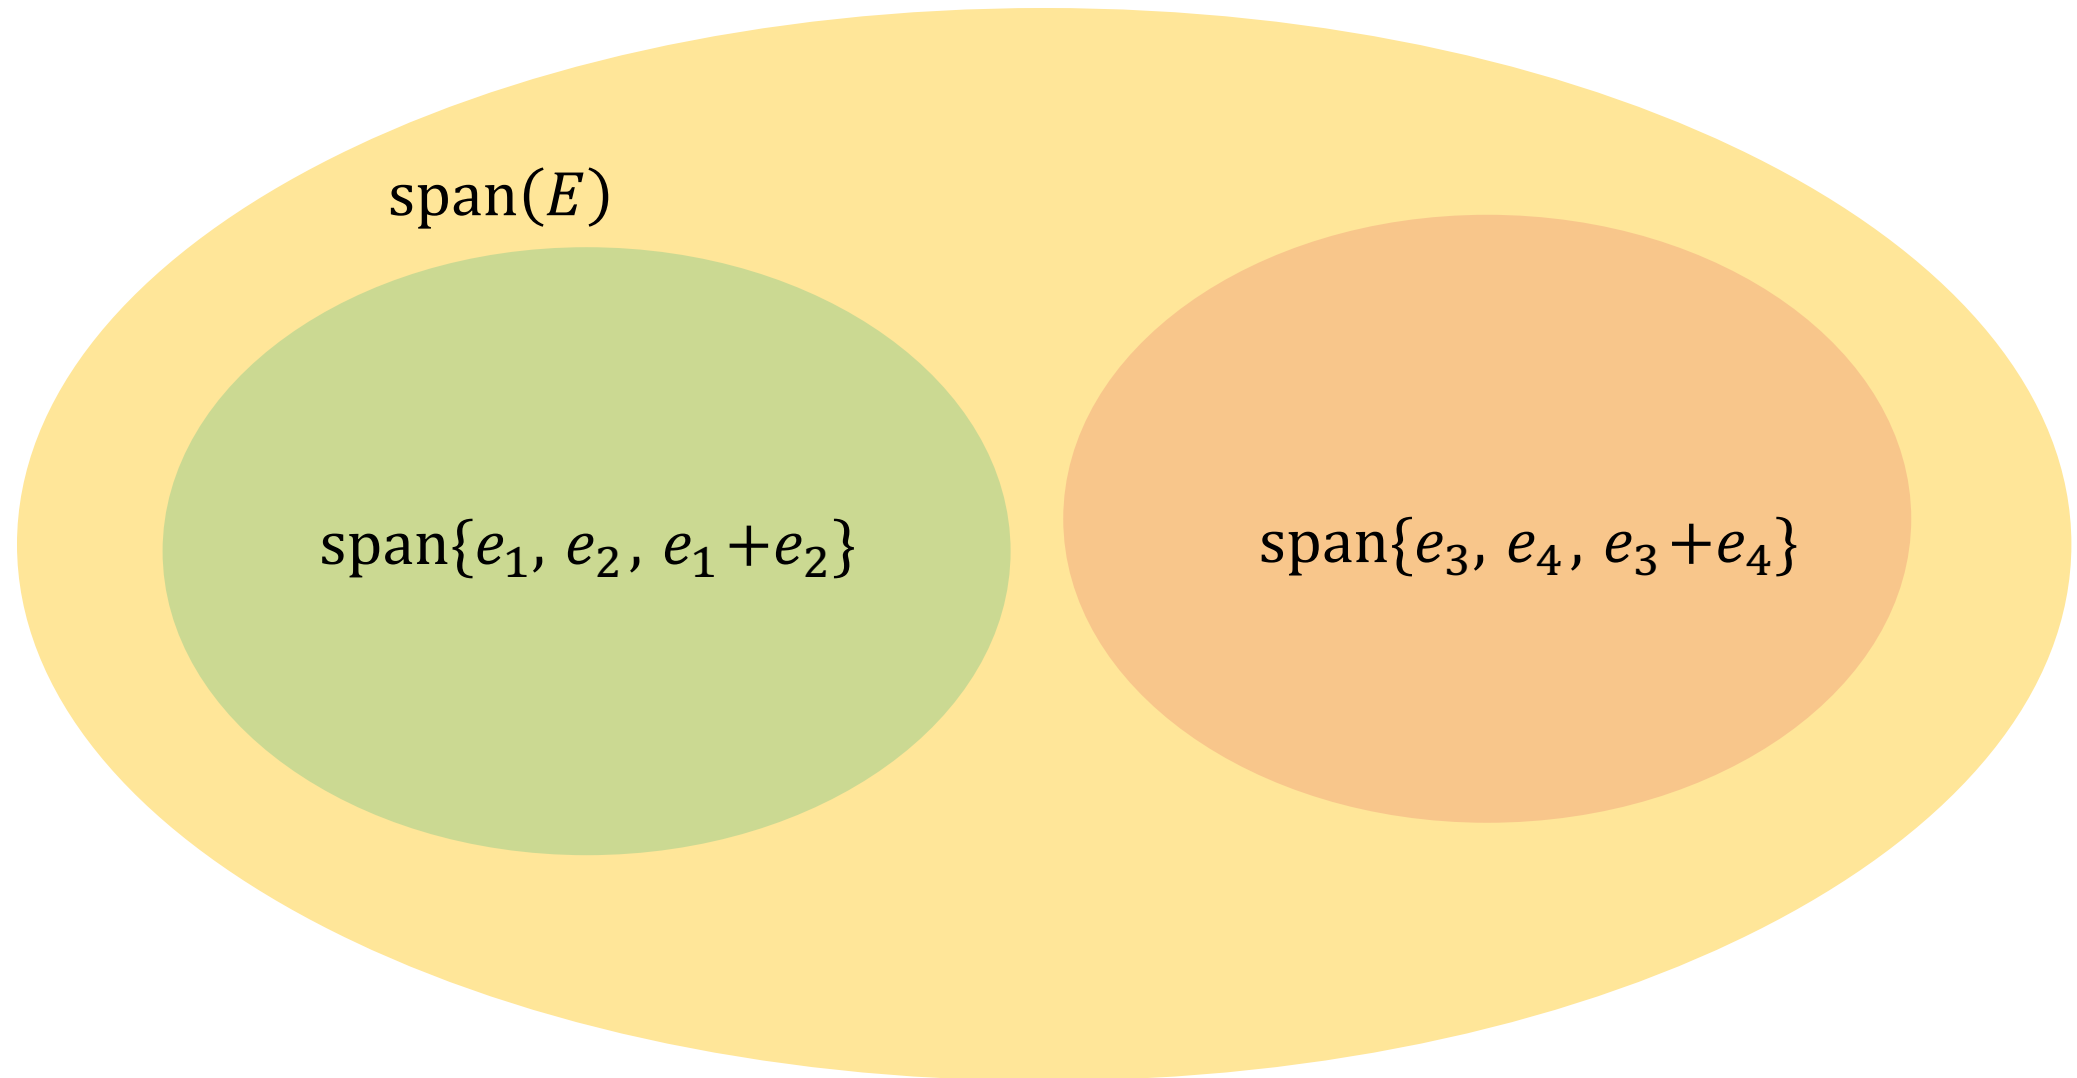 span(E)
span{e₁, e₂, e₁+e₂}
span{e₃, e₄, e₃+e₄}